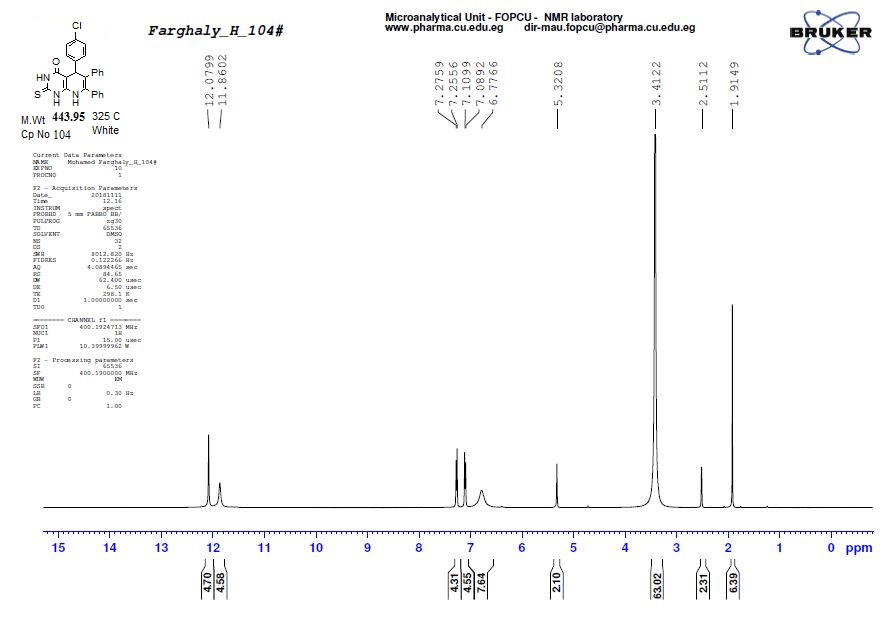 Farghaly_H_104#
Microanalytical Unit - FOPCU - NMR laboratory
www.pharma.cu.edu.eg dir-mau.fopcu@pharma.cu.edu.eg
BRUKER
Cl
O
Ph
HN
S
N
H
N
H
Ph
M.Wt 443.95 325 C
White
Cp No 104
12.0799
11.8602
7.2759
7.2556
7.1099
7.0892
6.7766
5.3208
3.4122
2.5112
1.9149
Current Data Parameters
NAME Mohamed Farghaly_H_104#
EXPNO 10
PROCNO 1
F2 - Acquisition Parameters
Date_ 20181111
Time 12.16
INSTRUM spect
PROBHD 5 mm PABBO BB/
PULPROG zg30
TD 65536
SOLVENT DMSO
NS 32
DS 2
SWH 8012.820 Hz
FIDRES 0.122266 Hz
AQ 4.0894465 sec
RG 84.65
DW 62.400 usec
DE 6.50 usec
TE 298.1 K
D1 1.00000000 sec
TD0 1
======== CHANNEL f1 ========
SFO1 400.1924713 MHz
NUC1 1H
P1 15.00 usec
PLW1 10.39999962 W
F2 - Processing parameters
SI 65536
SF 400.1900000 MHz
WDW EM
SSB 0
LB 0.30 Hz
GB 0
PC 1.00
15 14 13 12 11 10 9 8 7 6 5 4 3 2 1 0 ppm
4.70
4.58
4.31
4.55
7.64
2.10
63.02
2.31
6.39